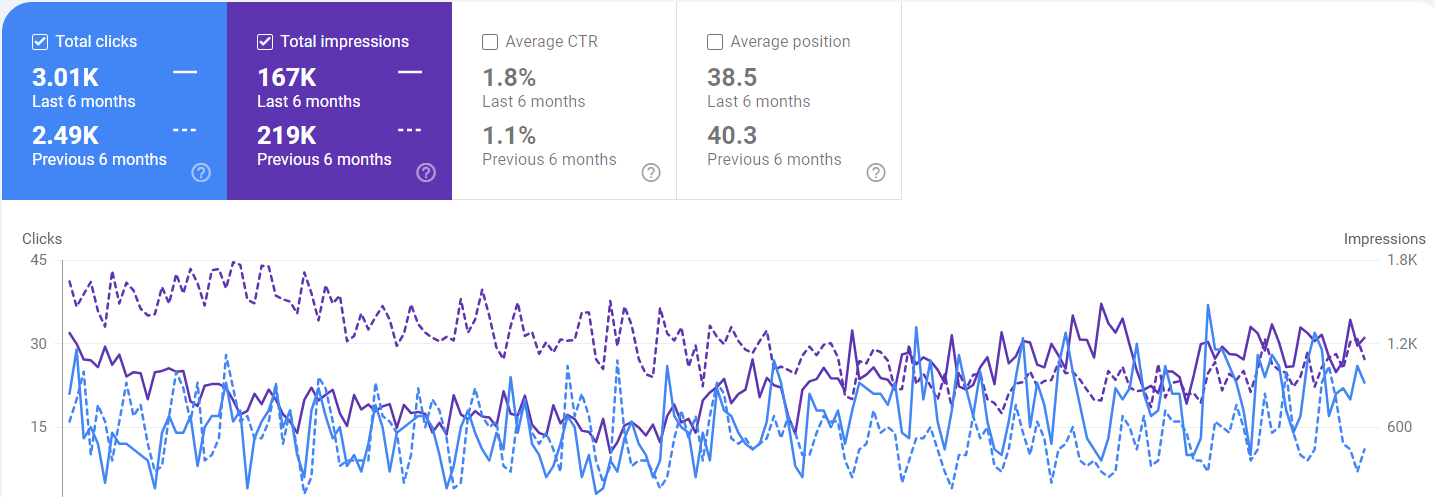 Total clicks
3.01K
Last 6 months
2.49K
Previous 6 months
Total impressions
167K
Last 6 months
219K
Previous 6 months
Average CTR
1.8%
Last 6 months
1.1%
Previous 6 months
Average position
38.5
Last 6 months
40.3
Previous 6 months
Clicks
Impressions
45
1.8K
30
1.2K
15
600